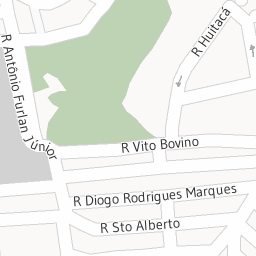 R Antônio Furlan Júnior
R Huitacá
R Vito Bovino
R Diogo Rodrigues Marques
R Sto Alberto